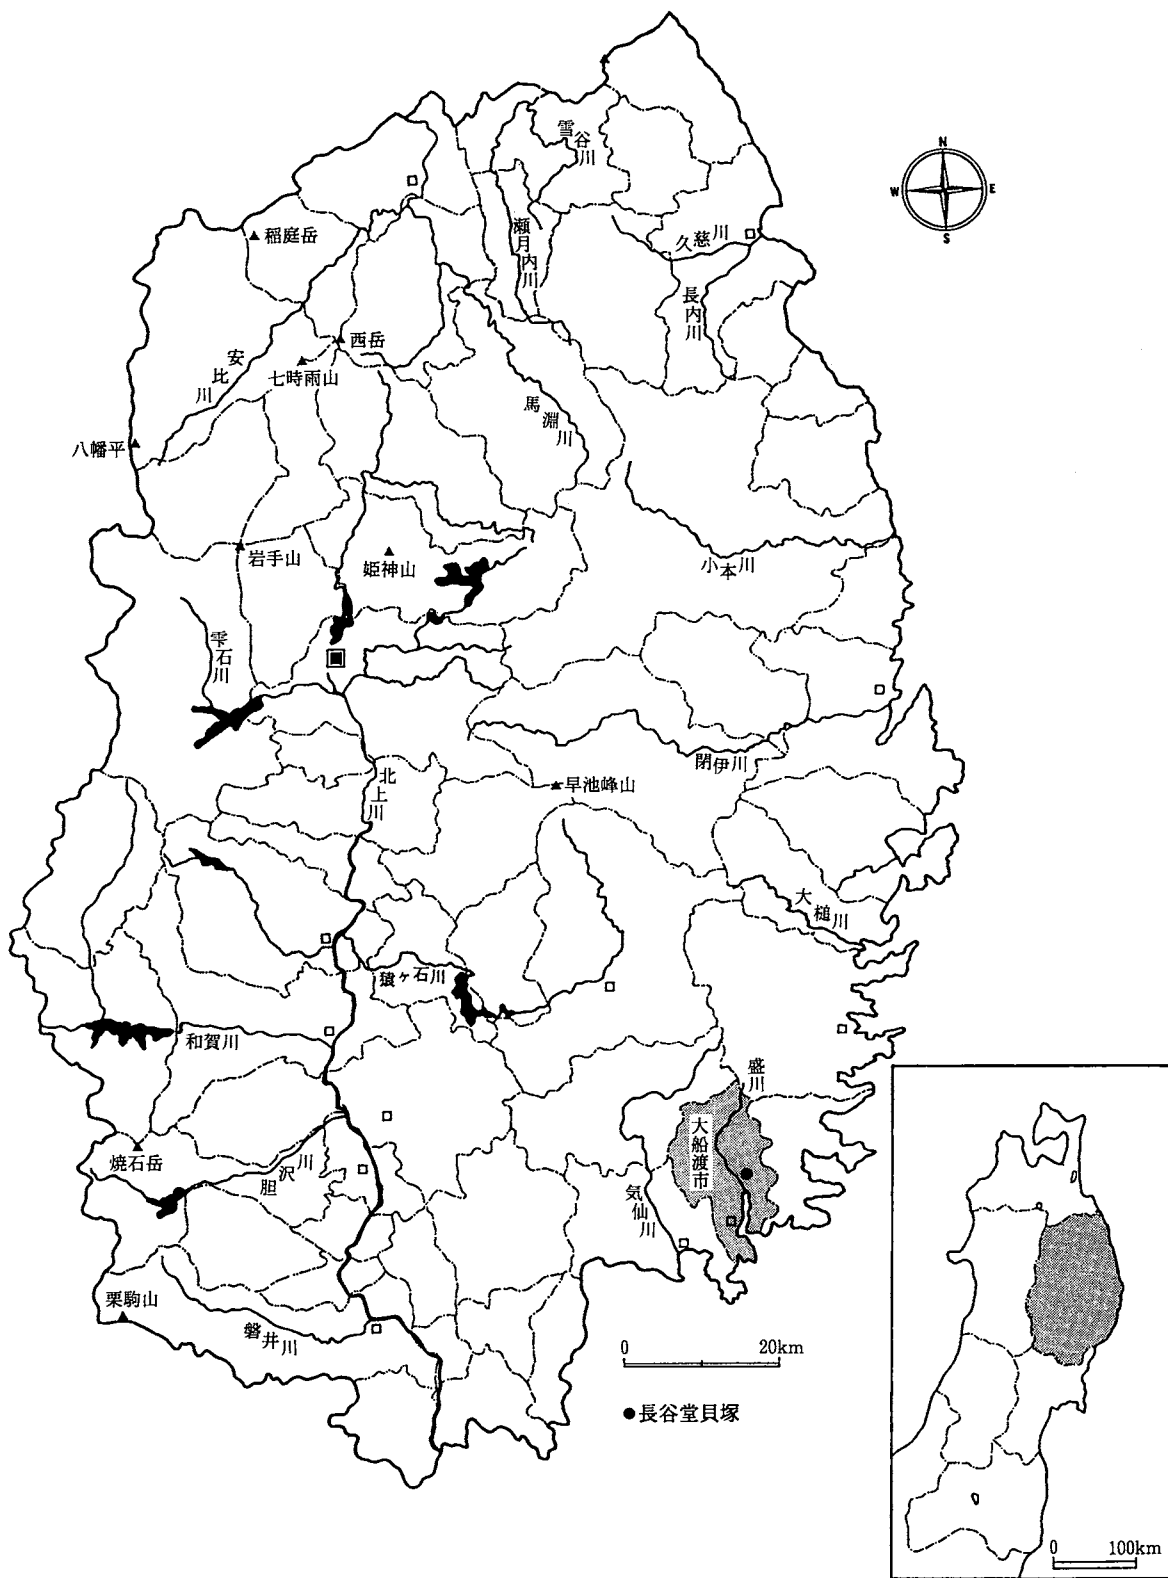 雪谷川
N
W
E
S
瀬月内川
久慈川
稲庭岳
長内川
西岳
安比川
七時雨山
馬淵川
八幡平
岩手山
姫神山
小本川
雫石川
閉伊川
北上川
早池峰山
大槌川
猿ヶ石川
和賀川
盛川
大船渡市
焼石岳
胆沢川
気仙川
栗駒山
磐井川
0 20km
●長谷堂貝塚
0 100km